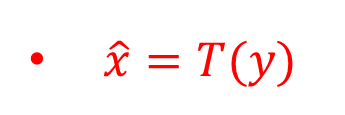 • x̂ = T(y)